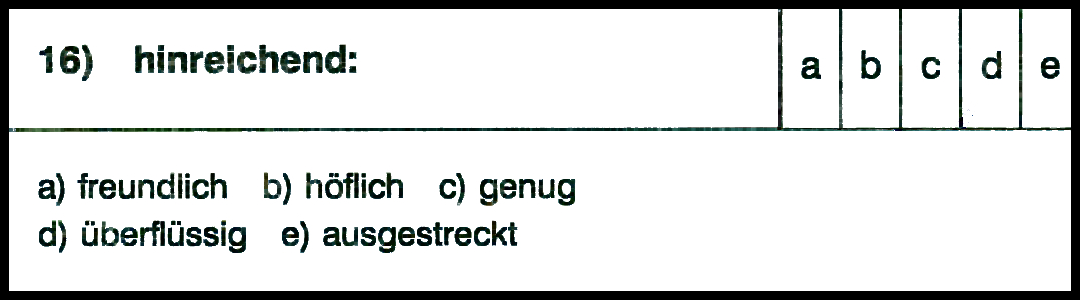 16) hinreichend: a b c d e
a) freundlich b) höflich c) genug
d) überflüssig e) ausgestreckt